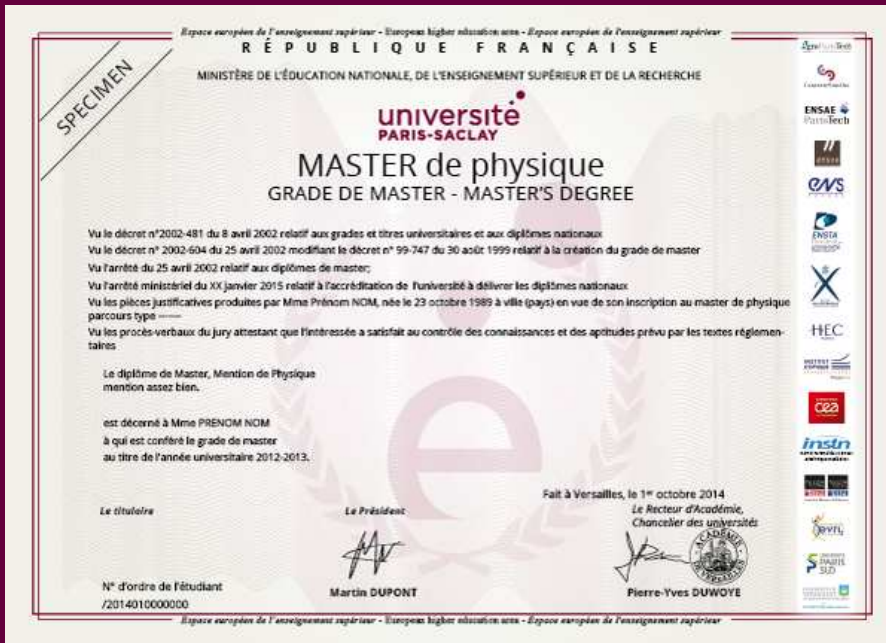 Espace européen de l'enseignement supérieur - European higher education area - Espace européen de l'enseignement supérieur
RÉPUBLIQUE FRANÇAISE
MINISTÈRE DE L'ÉDUCATION NATIONALE, DE L'ENSEIGNEMENT SUPÉRIEUR ET DE LA RECHERCHE
SPECIMEN
université
PARIS-SACLAY
MASTER de physique
GRADE DE MASTER - MASTER'S DEGREE
Vu le décret n°2002-481 du 8 avril 2002 relatif aux grades et titres universitaires et aux diplômes nationaux
Vu le décret n° 2002-604 du 25 avril 2002 modifiant le décret n° 99-747 du 30 août 1999 relatif à la création du grade de master
Vu l'arrêté du 25 avril 2002 relatif aux diplômes de master;
Vu l'arrêté ministériel du XX janvier 2015 relatif à l'accréditation de l'université à délivrer les diplômes nationaux
Vu les pièces justificatives produites par Mme Prénom NOM, née le 23 octobre 1989 à ville (pays) en vue de son inscription au master de physique
parcours type ------
Vu les procès-verbaux du jury attestant que l'intéressée a satisfait au contrôle des connaissances et des aptitudes prévu par les textes réglemen-
taires
Le diplôme de Master, Mention de Physique
mention assez bien.
est décerné à Mme PRENOM NOM
à qui est conféré le grade de master
au titre de l'année universitaire 2012-2013.
Fait à Versailles, le 1er octobre 2014
Le titulaire
Le Président
Le Recteur d'Académie,
Chancelier des universités
Martin DUPONT
Pierre-Yves DUWOYE
N° d'ordre de l'étudiant
/2014010000000
Espace européen de l'enseignement supérieur - European higher education area - Espace européen de l'enseignement supérieur
AgroParisTech
CentraleSupélec
ENSAE
ParisTech
ENSTA
HEC
cea
instn
UNIVERSITÉ
PARIS
SUD
ACADÉMIE
DE VERSAILLES